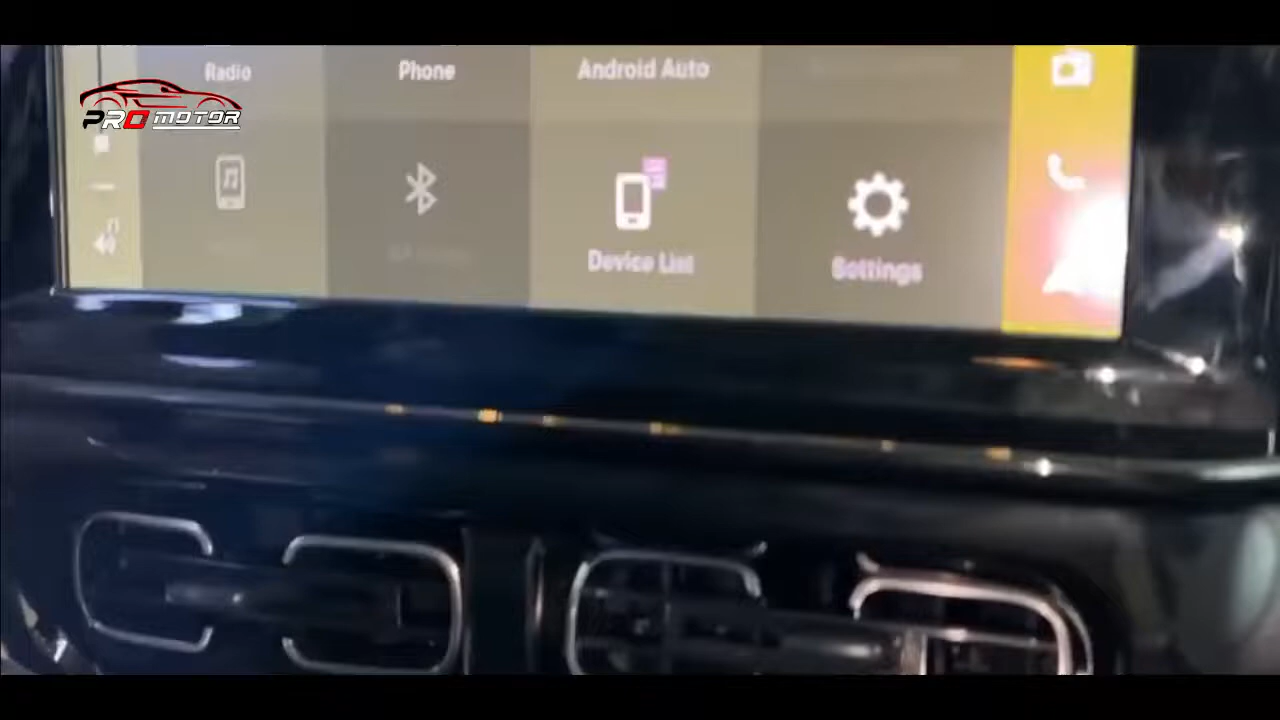 Radio
Phone
Android Auto
PRO MOTOR
Device List
Settings